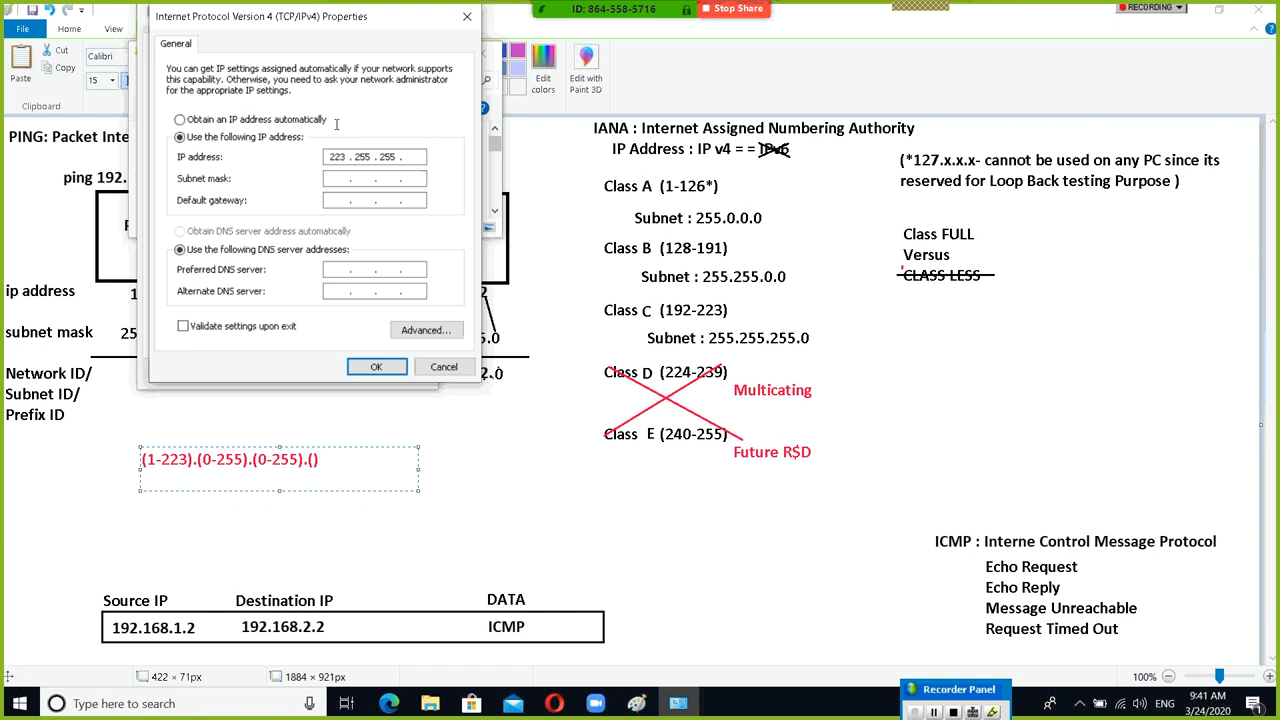 Internet Protocol Version 4 (TCP/IPv4) Properties
ID: 864-558-5716
Stop Share
RECORDING
File
Home
View
Cut
Copy
Paste
Clipboard
Calibri
15
Edit colors
Edit with Paint 3D
General
You can get IP settings assigned automatically if your network supports
this capability. Otherwise, you need to ask your network administrator
for the appropriate IP settings.
Obtain an IP address automatically
Use the following IP address:
IP address:
223 . 255 . 255 .
Subnet mask:
. . .
Default gateway:
. . .
Obtain DNS server address automatically
Use the following DNS server addresses:
Preferred DNS server:
. . .
Alternate DNS server:
. . .
Validate settings upon exit
Advanced...
OK
Cancel
PING: Packet Inte
ping 192.
ip address
subnet mask
25
5.0
Network ID/
2.0
Subnet ID/
Prefix ID
(1-223).(0-255).(0-255).()
IANA : Internet Assigned Numbering Authority
IP Address : IP v4 = = IPv6
Class A (1-126*)
Subnet : 255.0.0.0
Class B (128-191)
Subnet : 255.255.0.0
Class C (192-223)
Subnet : 255.255.255.0
Class D (224-239)
Multicating
Class E (240-255)
Future R$D
(*127.x.x.x- cannot be used on any PC since its
reserved for Loop Back testing Purpose )
Class FULL
Versus
CLASS LESS
ICMP : Interne Control Message Protocol
Echo Request
Echo Reply
Message Unreachable
Request Timed Out
Source IP
Destination IP
DATA
192.168.1.2
192.168.2.2
ICMP
422 × 71px
1884 × 921px
100%
Type here to search
Recorder Panel
ENG
9:41 AM
3/24/2020
1